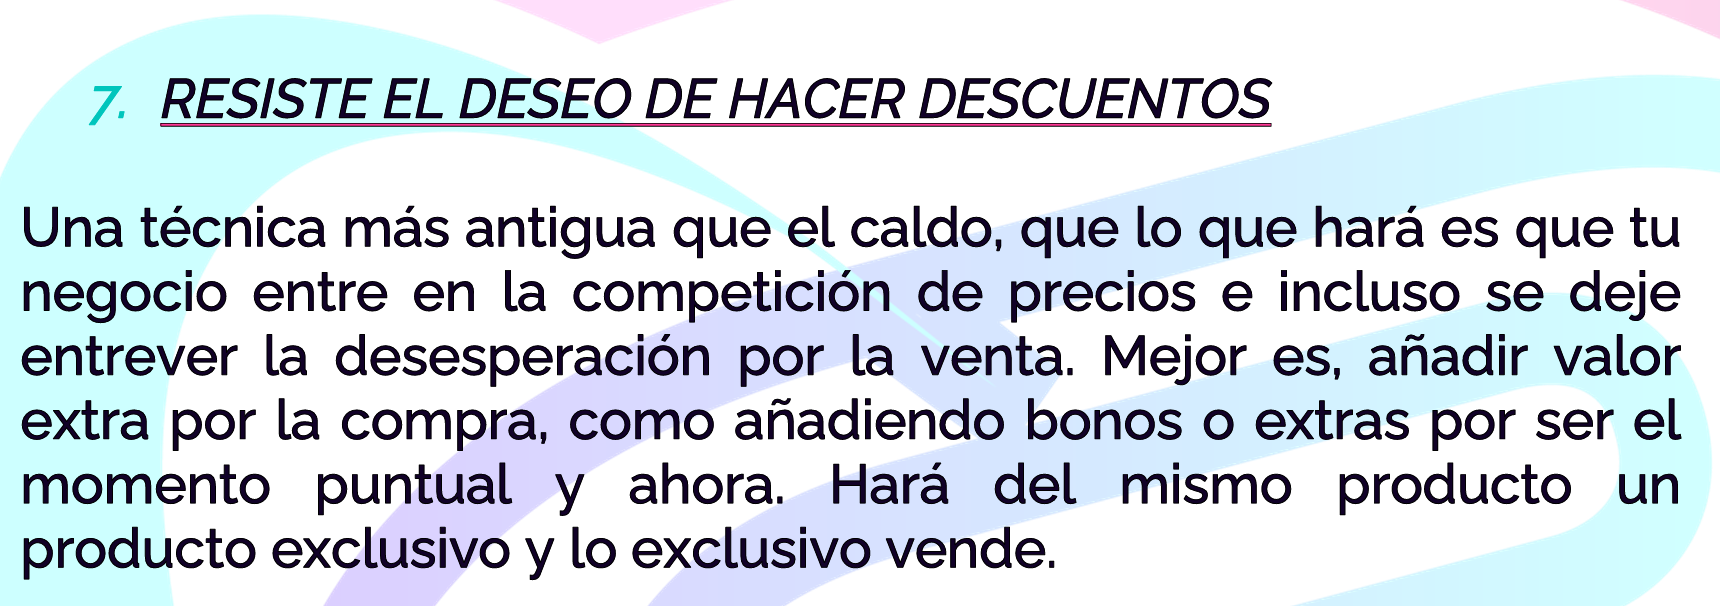 7. RESISTE EL DESEO DE HACER DESCUENTOS
Una técnica más antigua que el caldo, que lo que hará es que tu
negocio entre en la competición de precios e incluso se deje
entrever la desesperación por la venta. Mejor es, añadir valor
extra por la compra, como añadiendo bonos o extras por ser el
momento puntual y ahora. Hará del mismo producto un
producto exclusivo y lo exclusivo vende.